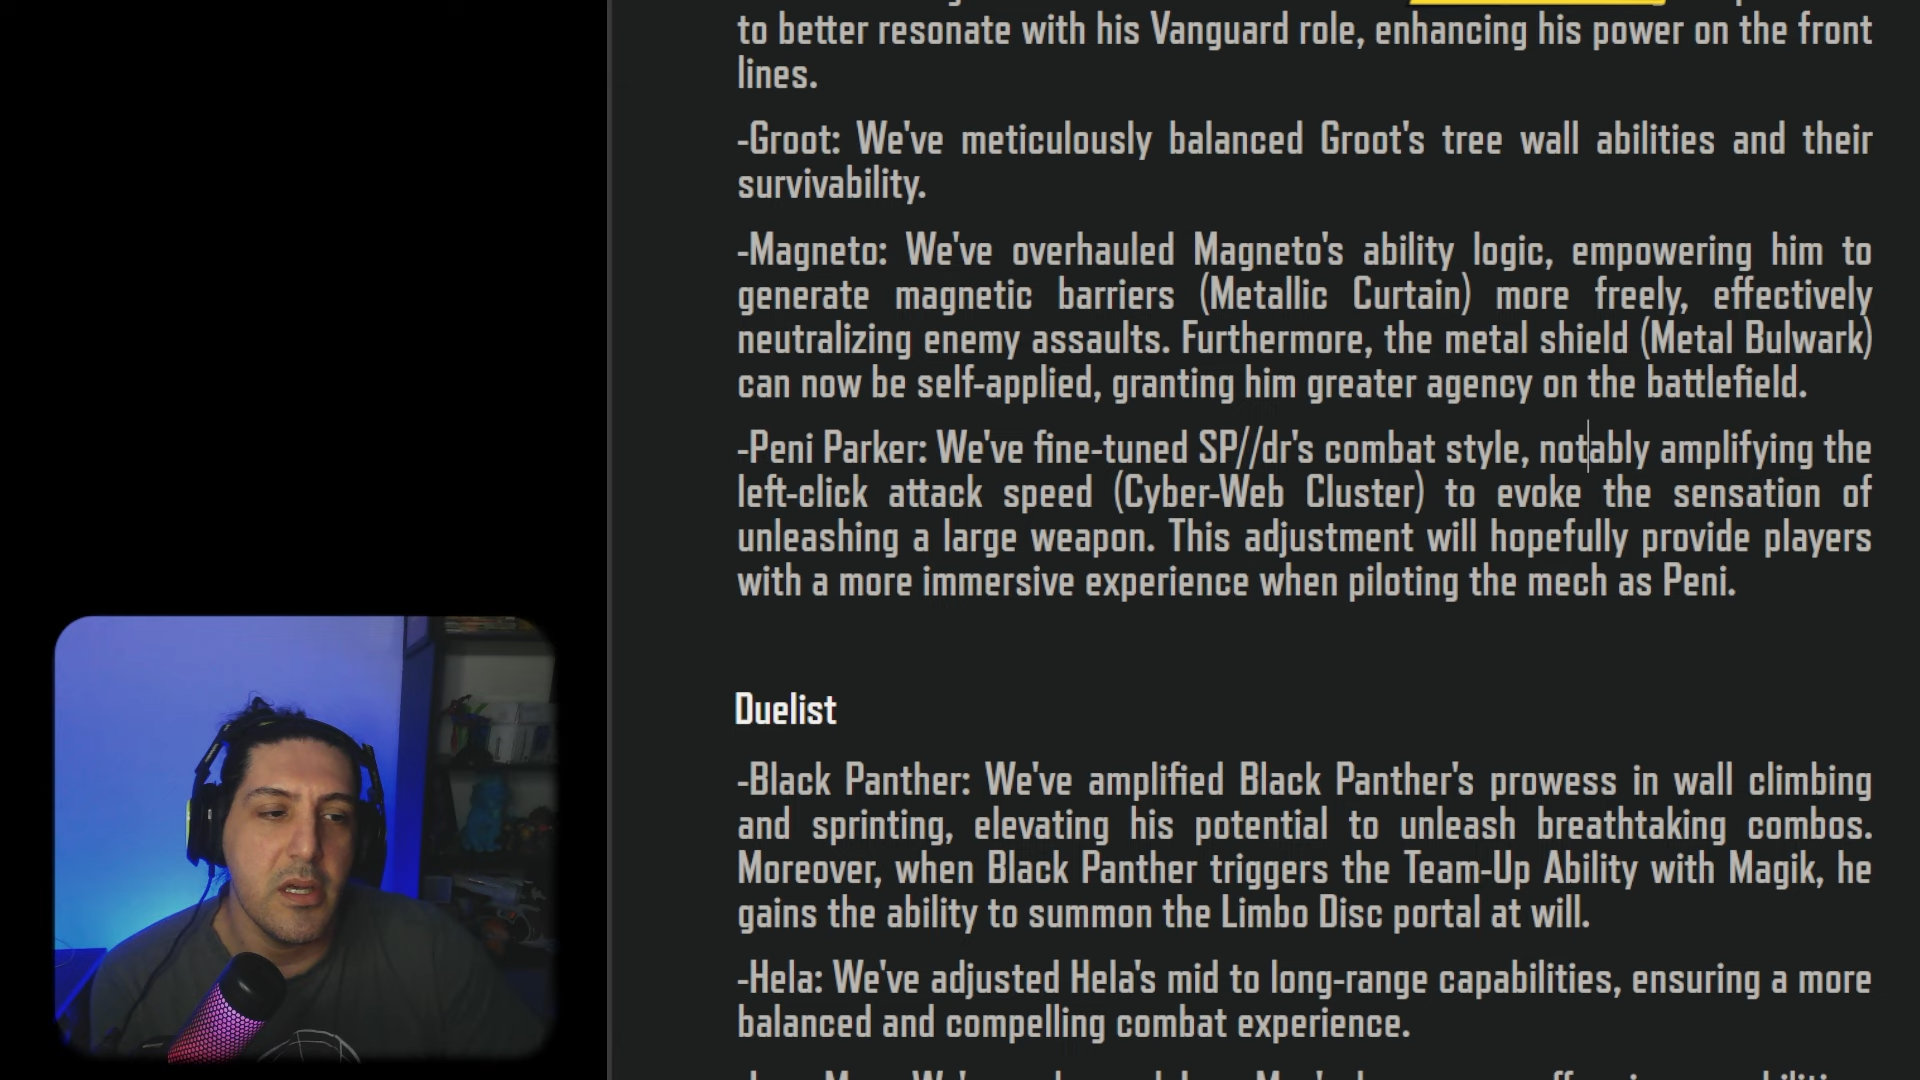 to better resonate with his Vanguard role, enhancing his power on the front
lines.
-Groot: We've meticulously balanced Groot's tree wall abilities and their
survivability.
-Magneto: We've overhauled Magneto's ability logic, empowering him to
generate magnetic barriers (Metallic Curtain) more freely, effectively
neutralizing enemy assaults. Furthermore, the metal shield (Metal Bulwark)
can now be self-applied, granting him greater agency on the battlefield.
-Peni Parker: We've fine-tuned SP//dr's combat style, notably amplifying the
left-click attack speed (Cyber-Web Cluster) to evoke the sensation of
unleashing a large weapon. This adjustment will hopefully provide players
with a more immersive experience when piloting the mech as Peni.
Duelist
-Black Panther: We've amplified Black Panther's prowess in wall climbing
and sprinting, elevating his potential to unleash breathtaking combos.
Moreover, when Black Panther triggers the Team-Up Ability with Magik, he
gains the ability to summon the Limbo Disc portal at will.
-Hela: We've adjusted Hela's mid to long-range capabilities, ensuring a more
balanced and compelling combat experience.